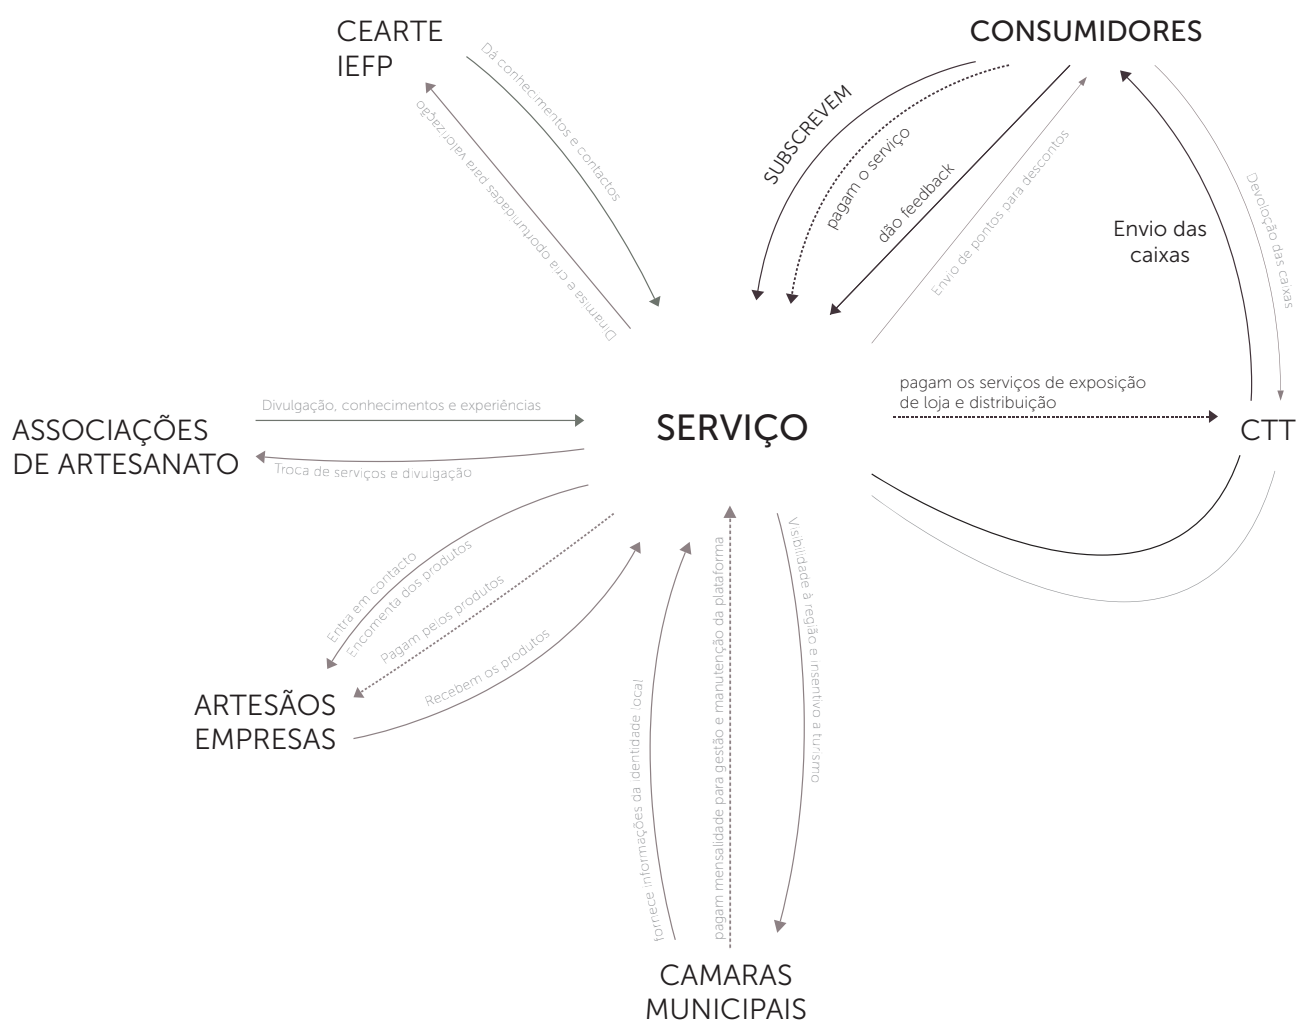 CEARTE
IEFP
CONSUMIDORES
Dá conhecimentos e contactos
Dinamisa e cria oportunidades para valorização
SUBSCREVEM
pagam o serviço
dão feedback
Envio de pontos para descontos
Envio das
caixas
Devoloção das caixas
Divulgação, conhecimentos e experiências
ASSOCIAÇÕES
DE ARTESANATO
Troca de serviços e divulgação
SERVIÇO
pagam os serviços de exposição
de loja e distribuição
CTT
Entra em contacto
Encomenda dos produtos
Pagam pelos produtos
Recebem os produtos
ARTESÃOS
EMPRESAS
fornece informações da identidade local
pagam mensalidade para gestão e manutenção da plataforma
Visibilidade à região e insentivo a turismo
CAMARAS
MUNICIPAIS